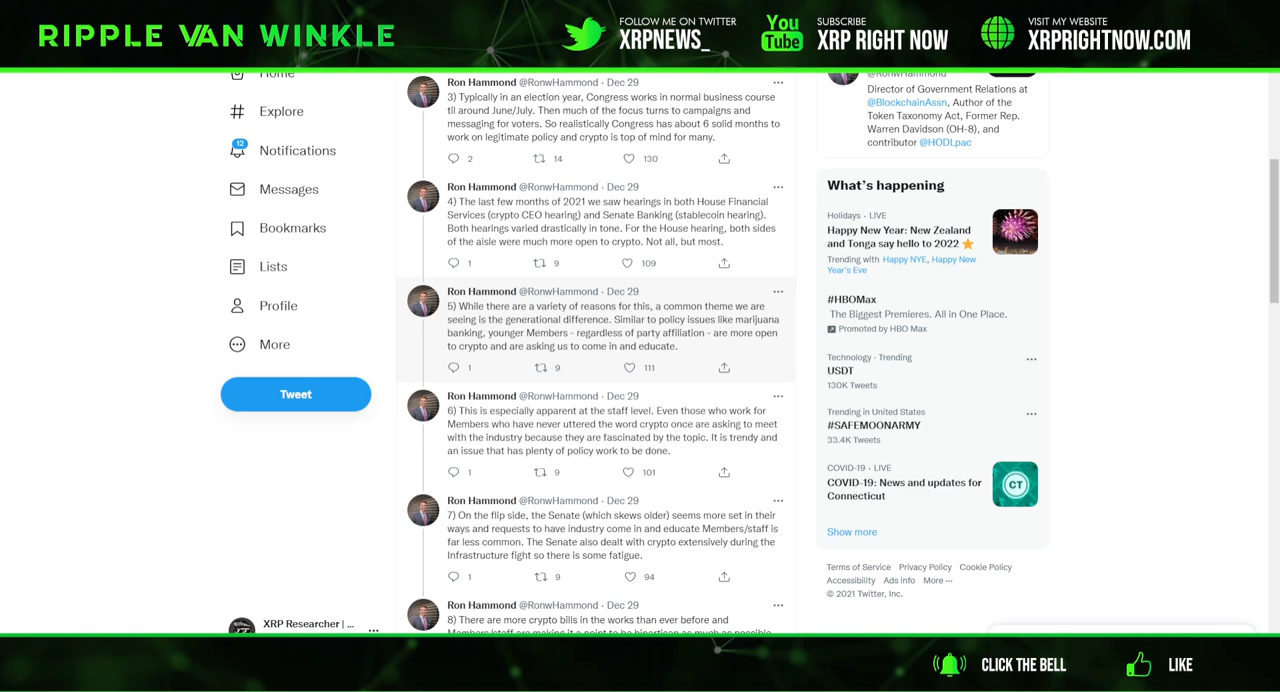 RIPPLE VAN WINKLE
FOLLOW ME ON TWITTER
XRPNEWS_
You
Tube
SUBSCRIBE
XRP RIGHT NOW
VISIT MY WEBSITE
XRPRIGHTNOW.COM
Home
Explore
12
Notifications
Messages
Bookmarks
Lists
Profile
More
Tweet
XRP Researcher | ...
Ron Hammond @RonwHammond · Dec 29
3) Typically in an election year, Congress works in normal business course
til around June/July. Then much of the focus turns to campaigns and
messaging for voters. So realistically Congress has about 6 solid months to
work on legitimate policy and crypto is top of mind for many.
2 14 130
Ron Hammond @RonwHammond · Dec 29
4) The last few months of 2021 we saw hearings in both House Financial
Services (crypto CEO hearing) and Senate Banking (stablecoin hearing).
Both hearings varied drastically in tone. For the House hearing, both sides
of the aisle were much more open to crypto. Not all, but most.
1 9 109
Ron Hammond @RonwHammond · Dec 29
5) While there are a variety of reasons for this, a common theme we are
seeing is the generational difference. Similar to policy issues like marijuana
banking, younger Members - regardless of party affiliation - are more open
to crypto and are asking us to come in and educate.
1 9 111
Ron Hammond @RonwHammond · Dec 29
6) This is especially apparent at the staff level. Even those who work for
Members who have never uttered the word crypto once are asking to meet
with the industry because they are fascinated by the topic. It is trendy and
an issue that has plenty of policy work to be done.
1 9 101
Ron Hammond @RonwHammond · Dec 29
7) On the flip side, the Senate (which skews older) seems more set in their
ways and requests to have industry come in and educate Members/staff is
far less common. The Senate also dealt with crypto extensively during the
Infrastructure fight so there is some fatigue.
1 9 94
Ron Hammond @RonwHammond · Dec 29
8) There are more crypto bills in the works than ever before and
Members/staff are making it a point to be bipartisan as much as possible
@RonwHammond
Director of Government Relations at
@BlockchainAssn, Author of the
Token Taxonomy Act, Former Rep.
Warren Davidson (OH-8), and
contributor @HODLpac
What's happening
Holidays · LIVE
Happy New Year: New Zealand
and Tonga say hello to 2022
Trending with Happy NYE, Happy New
Year's Eve
#HBOMax
The Biggest Premieres. All in One Place.
Promoted by HBO Max
Technology · Trending
USDT
130K Tweets
Trending in United States
#SAFEMOONARMY
33.4K Tweets
COVID-19 · LIVE
COVID-19: News and updates for
Connecticut
CT
Show more
Terms of Service Privacy Policy Cookie Policy
Accessibility Ads info More ···
© 2021 Twitter, Inc.
CLICK THE BELL
LIKE